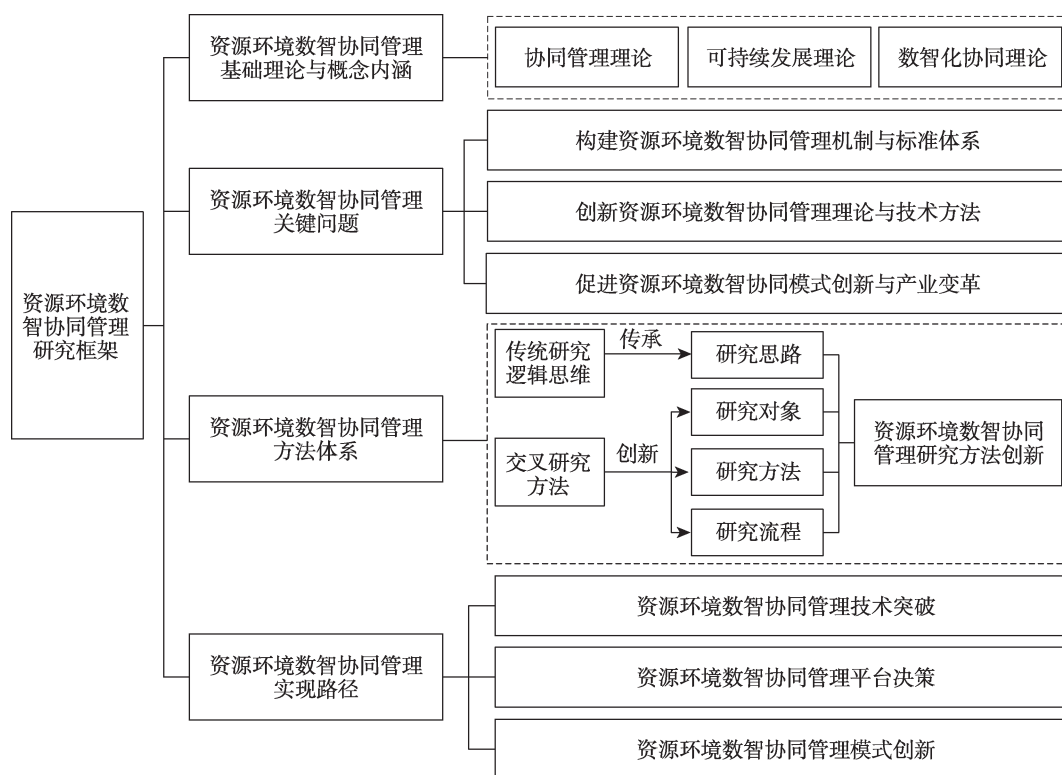 资源环境数智协同管理
研究框架
资源环境数智协同管理
基础理论与概念内涵
协同管理理论
可持续发展理论
数智化协同理论
资源环境数智协同管理
关键问题
构建资源环境数智协同管理机制与标准体系
创新资源环境数智协同管理理论与技术方法
促进资源环境数智协同模式创新与产业变革
资源环境数智协同管理
方法体系
传统研究
逻辑思维
传承
研究思路
交叉研究
方法
创新
研究对象
研究方法
研究流程
资源环境数智协同
管理研究方法创新
资源环境数智协同管理
实现路径
资源环境数智协同管理技术突破
资源环境数智协同管理平台决策
资源环境数智协同管理模式创新